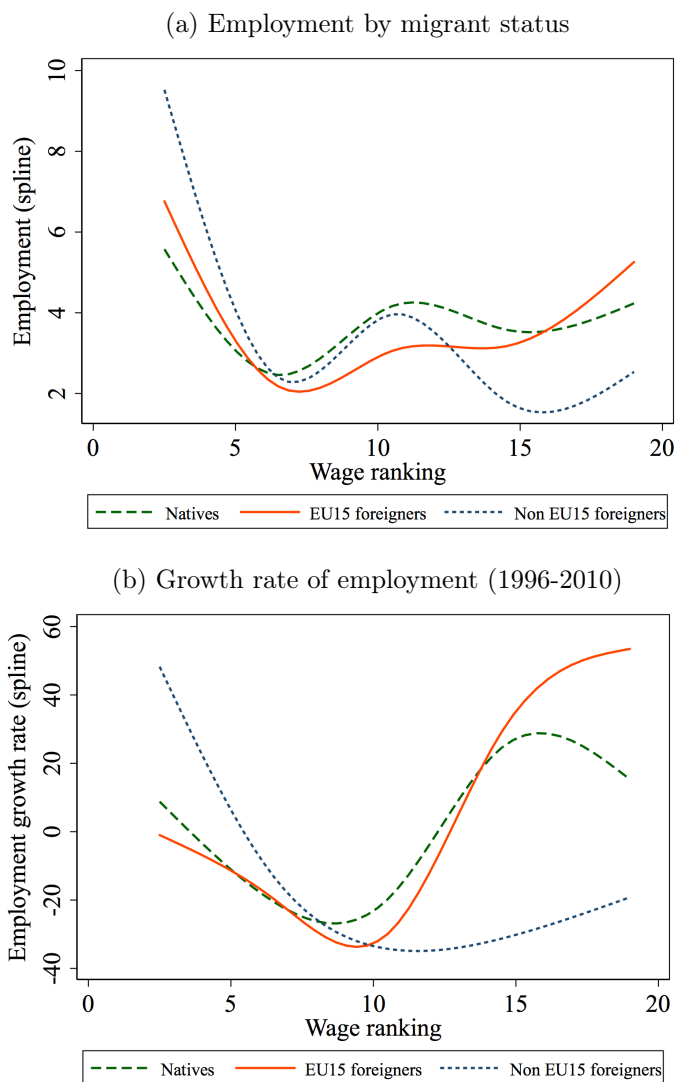 (a) Employment by migrant status
Employment (spline)
10
8
6
4
2
0 5 10 15 20
Wage ranking
Natives EU15 foreigners Non EU15 foreigners
(b) Growth rate of employment (1996-2010)
Employment growth rate (spline)
60
40
20
0
-20
-40
0 5 10 15 20
Wage ranking
Natives EU15 foreigners Non EU15 foreigners